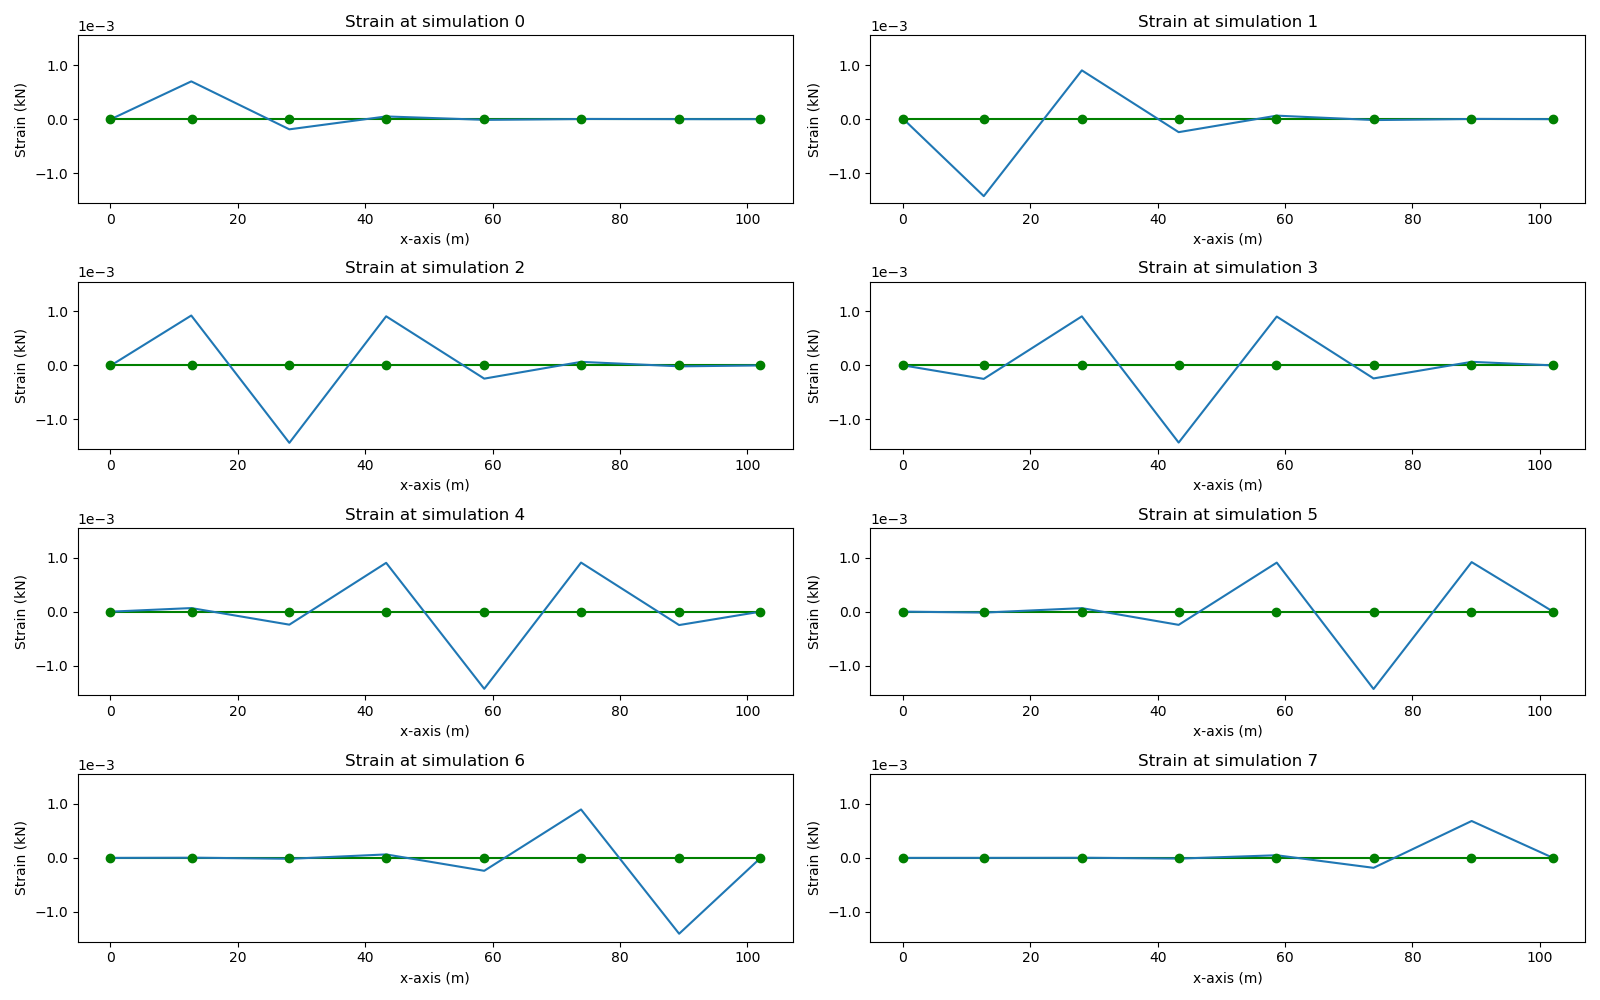 Strain at simulation 0
1e−3
Strain (kN)
1.0
0.0
−1.0
0 20 40 60 80 100
x-axis (m)
Strain at simulation 1
1e−3
Strain (kN)
1.0
0.0
−1.0
0 20 40 60 80 100
x-axis (m)
Strain at simulation 2
1e−3
Strain (kN)
1.0
0.0
−1.0
0 20 40 60 80 100
x-axis (m)
Strain at simulation 3
1e−3
Strain (kN)
1.0
0.0
−1.0
0 20 40 60 80 100
x-axis (m)
Strain at simulation 4
1e−3
Strain (kN)
1.0
0.0
−1.0
0 20 40 60 80 100
x-axis (m)
Strain at simulation 5
1e−3
Strain (kN)
1.0
0.0
−1.0
0 20 40 60 80 100
x-axis (m)
Strain at simulation 6
1e−3
Strain (kN)
1.0
0.0
−1.0
0 20 40 60 80 100
x-axis (m)
Strain at simulation 7
1e−3
Strain (kN)
1.0
0.0
−1.0
0 20 40 60 80 100
x-axis (m)